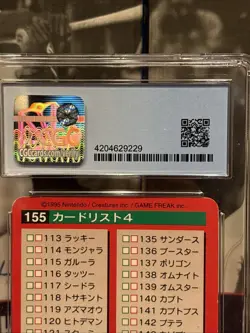 CGCcards.com/verify
4204629229
©1995 Nintendo / Creatures inc. / GAME FREAK inc.
155 カードリスト4
113 ラッキー
114 モンジャラ
115 ガルーラ
116 タッツー
117 シードラ
118 トサキント
119 アズマオウ
120 ヒトデマン
135 サンダース
136 ブースター
137 ポリゴン
138 オムナイト
139 オムスター
140 カブト
141 カブトプス
142 プテラ